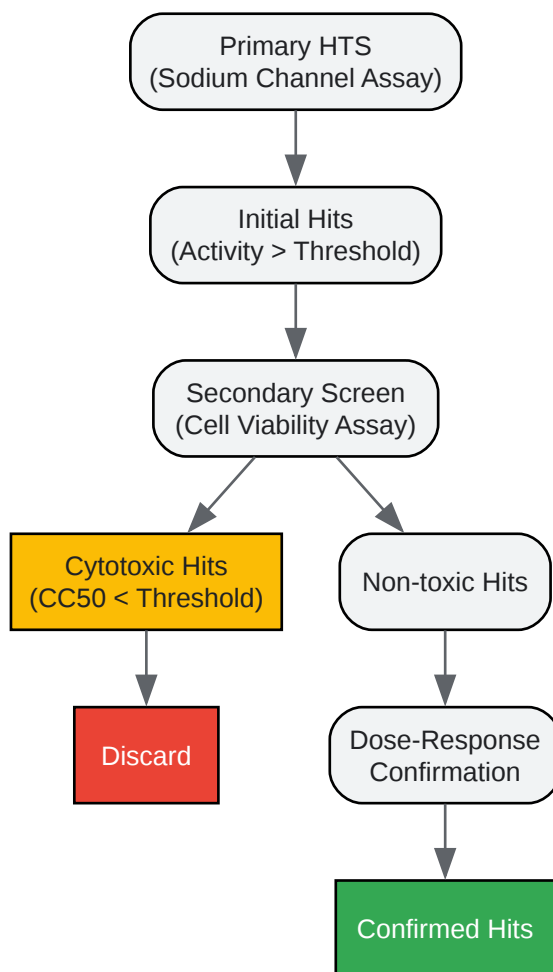 Primary HTS
(Sodium Channel Assay)
Initial Hits
(Activity > Threshold)
Secondary Screen
(Cell Viability Assay)
Cytotoxic Hits
(CC50 < Threshold)
Non-toxic Hits
Discard
Dose-Response
Confirmation
Confirmed Hits